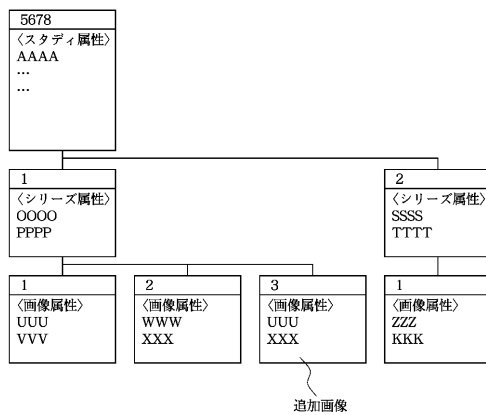 5678
〈スタディ属性〉
AAAA
…
…
1
〈シリーズ属性〉
OOOO
PPPP
2
〈シリーズ属性〉
SSSS
TTTT
1
〈画像属性〉
UUU
VVV
2
〈画像属性〉
WWW
XXX
3
〈画像属性〉
UUU
XXX
1
〈画像属性〉
ZZZ
KKK
追加画像